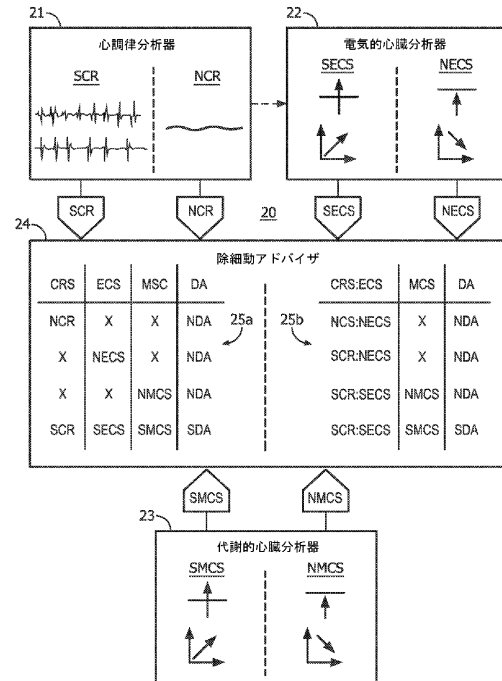 21
心調律分析器
SCR
NCR
22
電気的心臓分析器
SECS
NECS
SCR
NCR
20
SECS
NECS
24
除細動アドバイザ
CRS ECS MSC DA
NCR X X NDA
X NECS X NDA
X X NMCS NDA
SCR SECS SMCS SDA
25a
25b
CRS:ECS MCS DA
NCS:NECS X NDA
SCR:NECS X NDA
SCR:SECS NMCS NDA
SCR:SECS SMCS SDA
SMCS
NMCS
23
代謝的心臓分析器
SMCS
NMCS